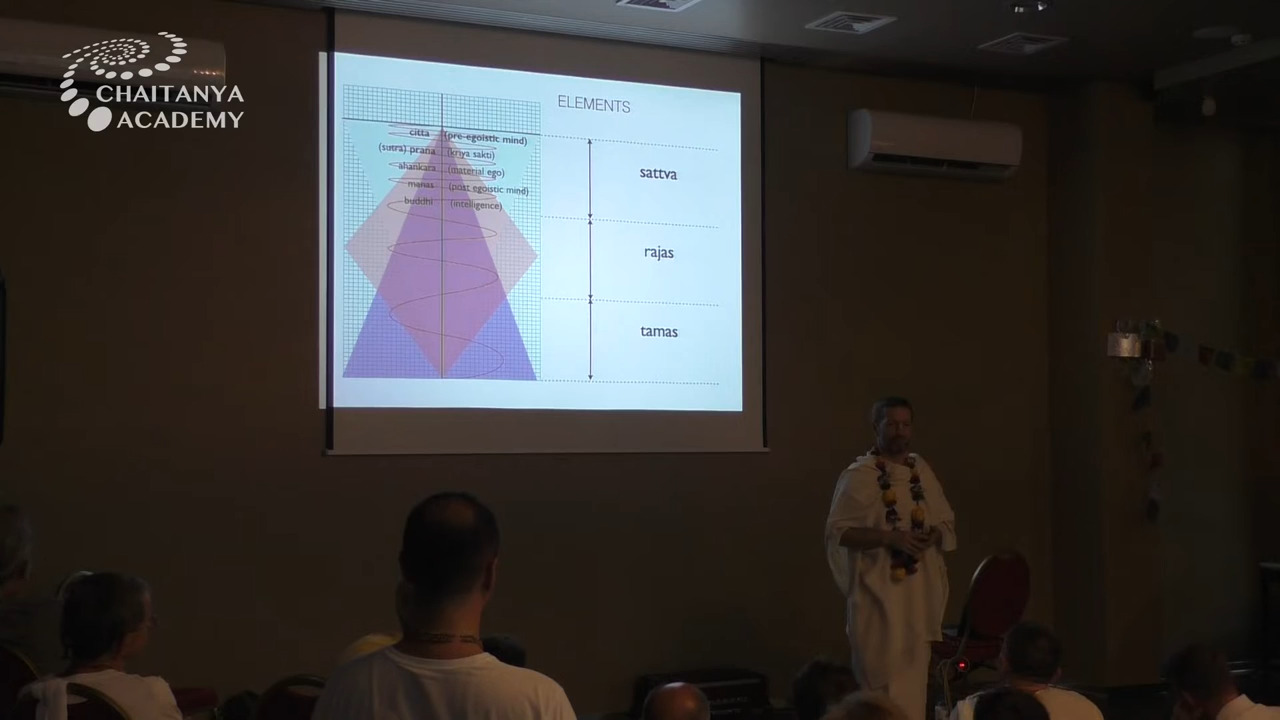 CHAITANYA
ACADEMY
ELEMENTS
citta (pre-egoistic mind)
(sutra) prana (kriya sakti)
ahankara (material ego)
manas (post egoistic mind)
buddhi (intelligence)
sattva
rajas
tamas